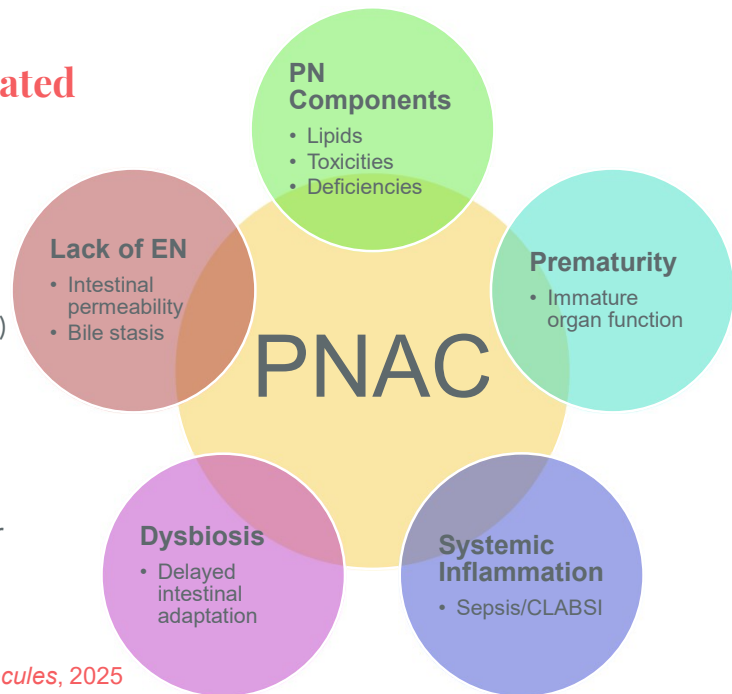 ated
PN
Components
• Lipids
• Toxicities
• Deficiencies
Lack of EN
• Intestinal
permeability
• Bile stasis
)
Prematurity
• Immature
organ function
PNAC
Dysbiosis
• Delayed
intestinal
adaptation
Systemic
Inflammation
• Sepsis/CLABSI
cules, 2025